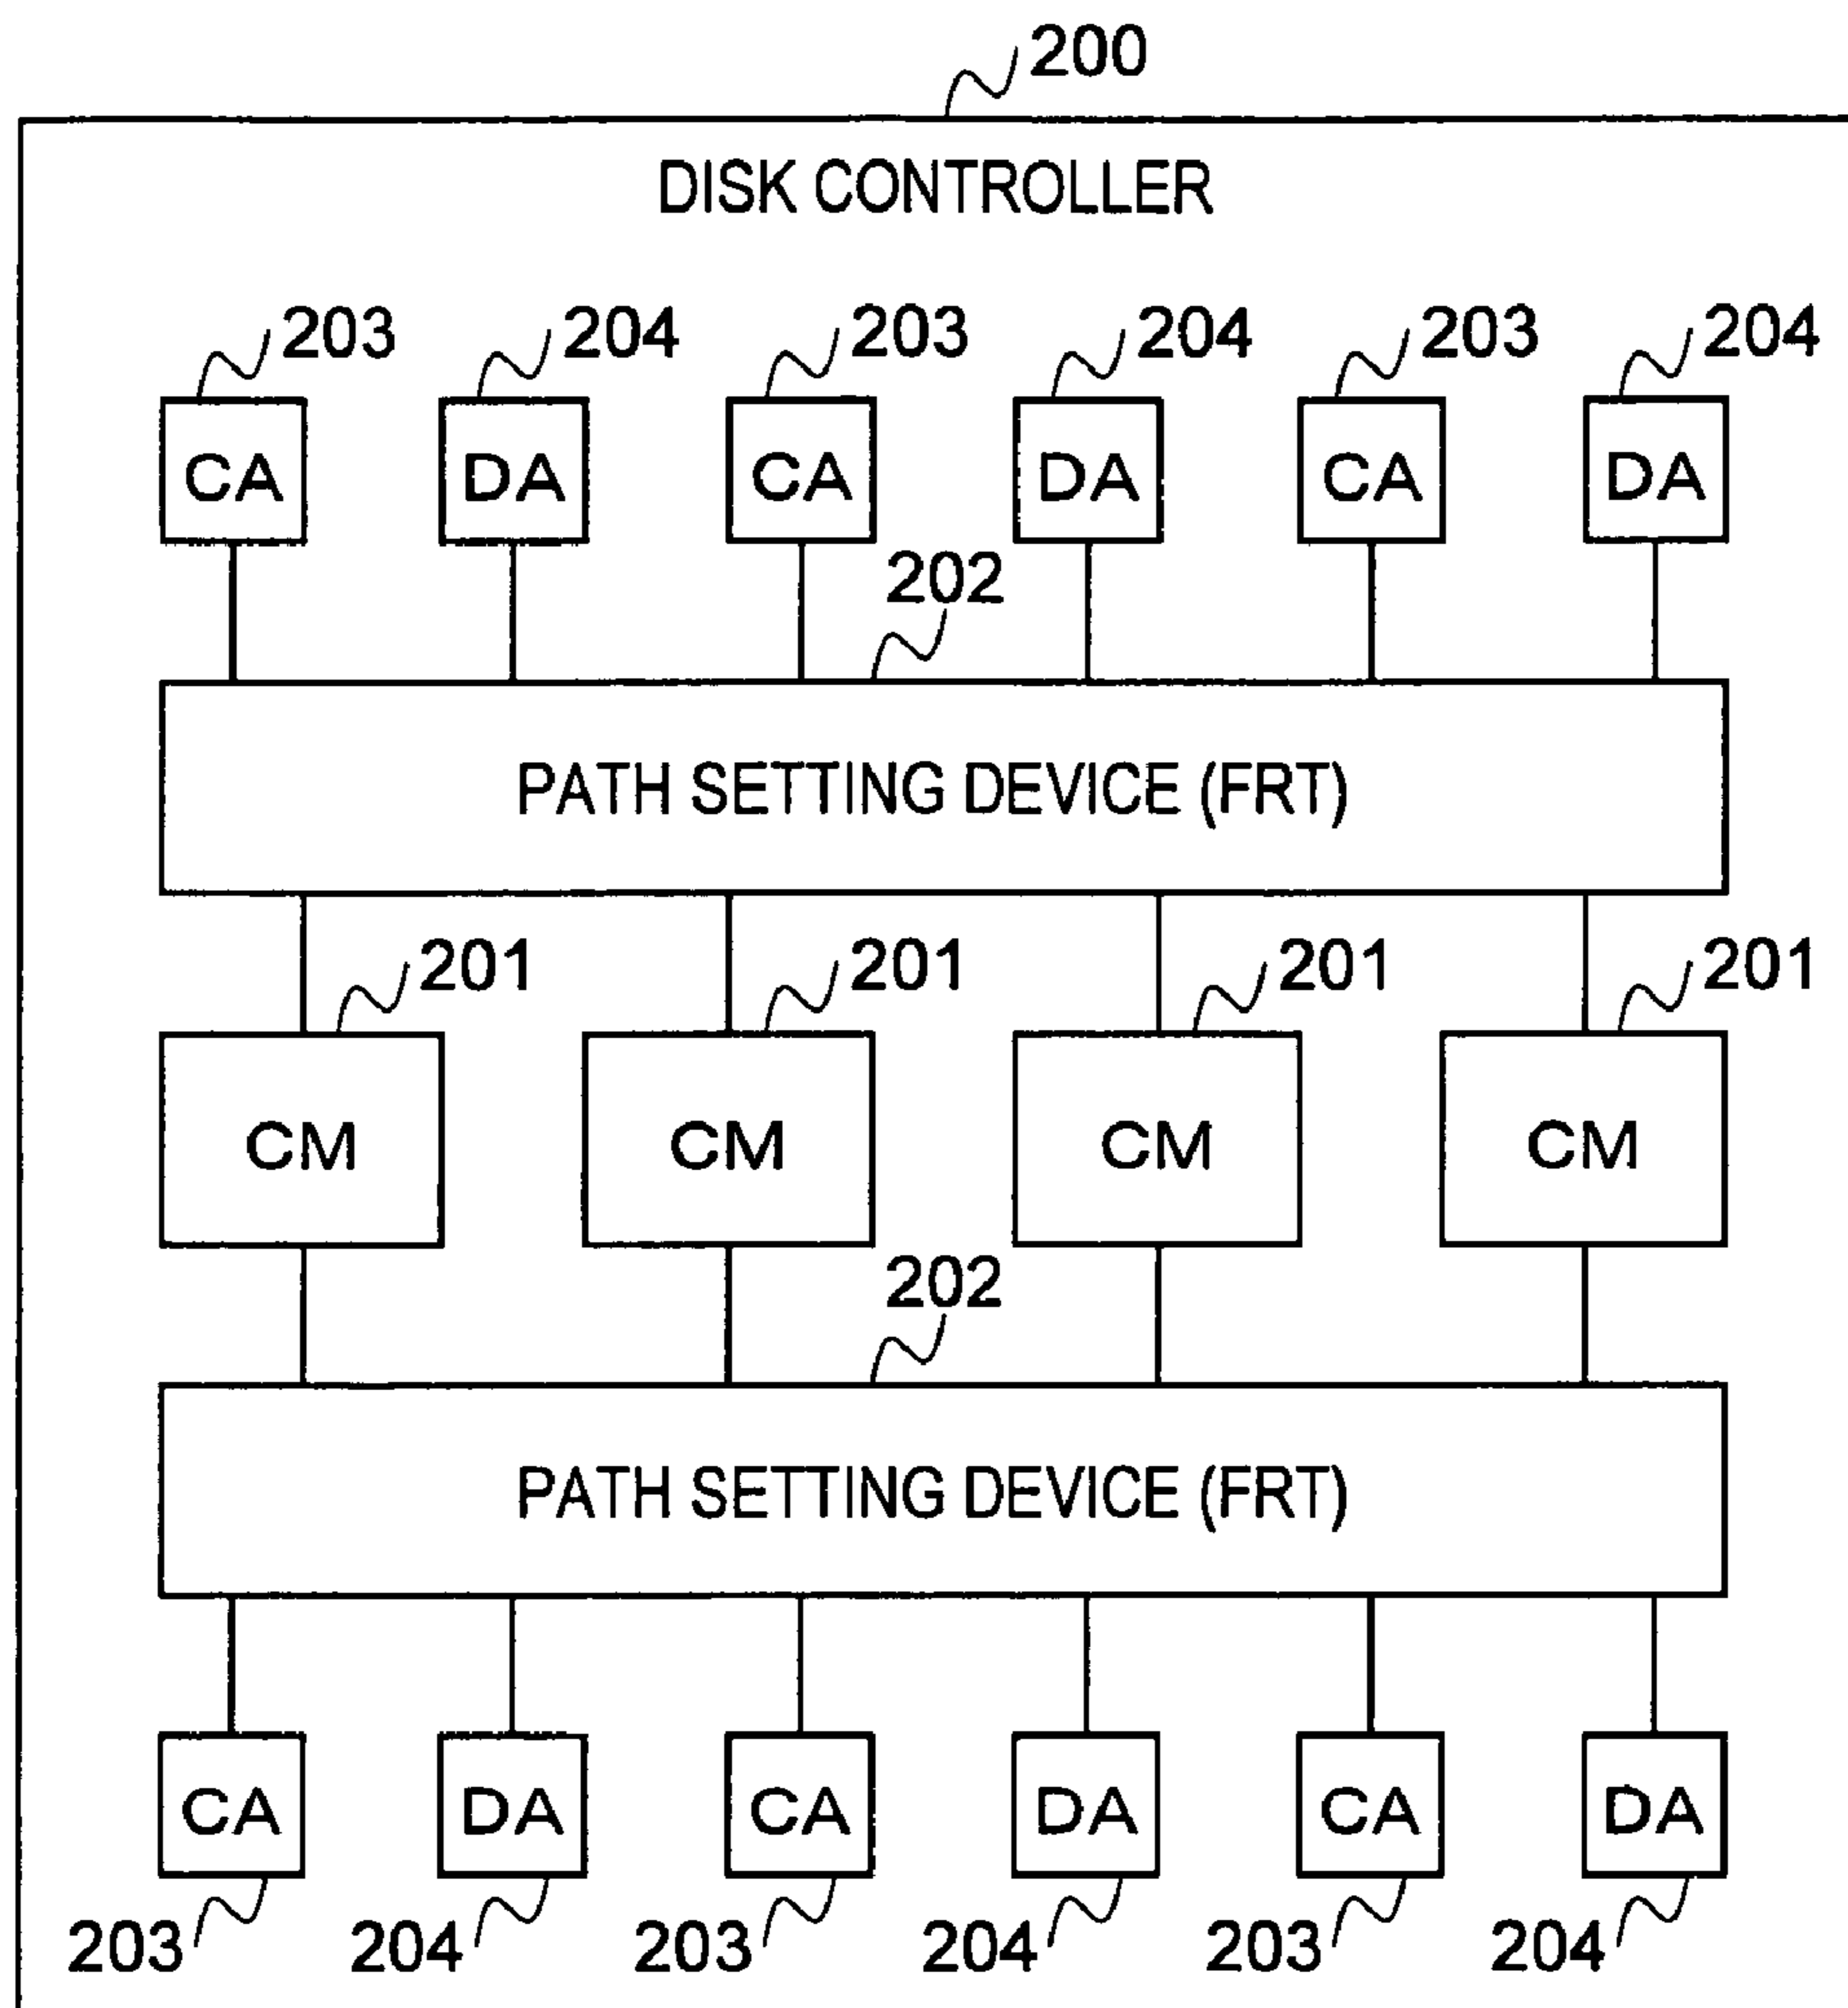 200
DISK CONTROLLER
203 204 203 204 203 204
CA DA CA DA CA DA
202
PATH SETTING DEVICE (FRT)
201 201 201 201
CM CM CM CM
202
PATH SETTING DEVICE (FRT)
CA DA CA DA CA DA
203 204 203 204 203 204